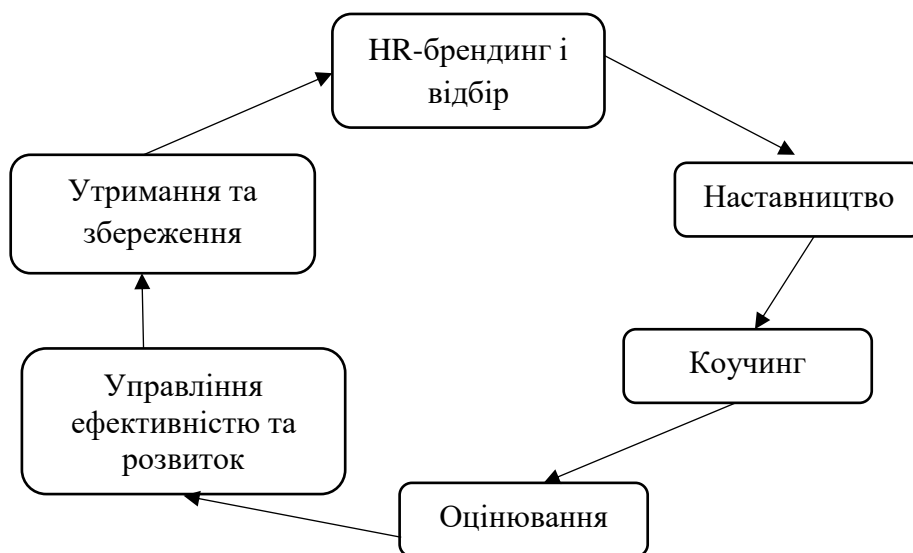 HR-брендинг і
відбір
Наставництво
Коучинг
Оцінювання
Управління
ефективністю та
розвиток
Утримання та
збереження